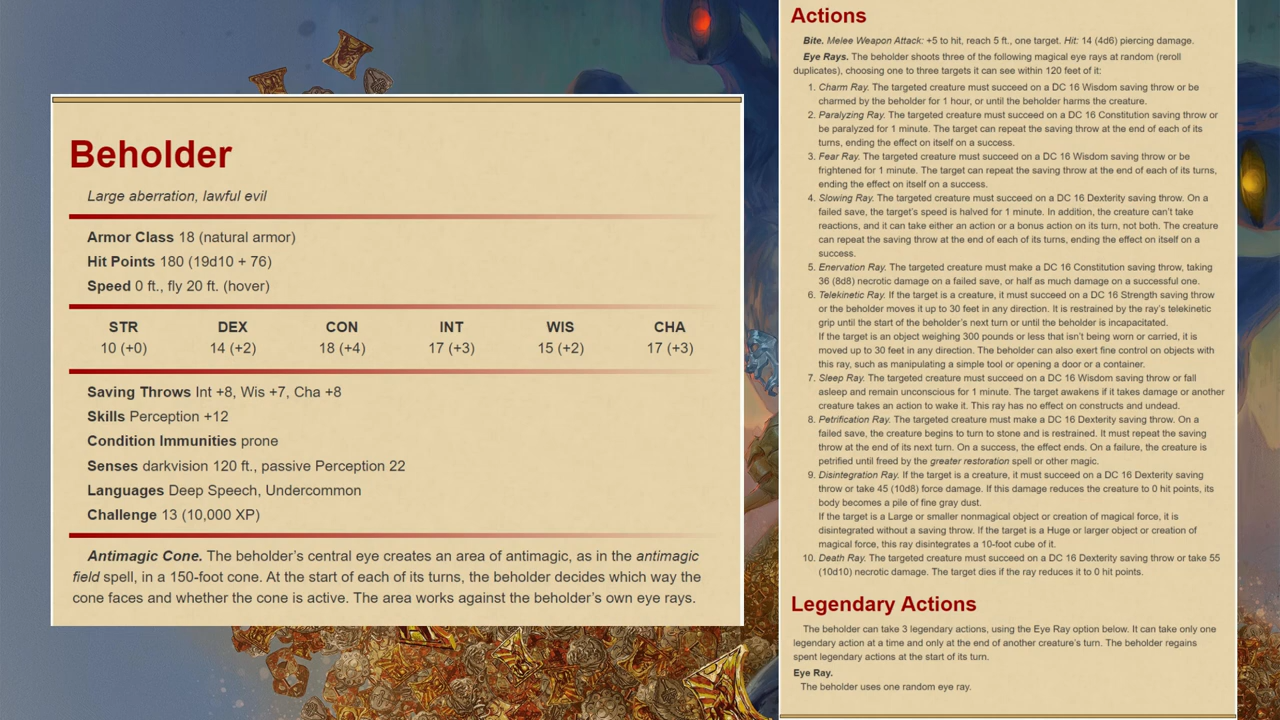 Beholder
Large aberration, lawful evil
Armor Class 18 (natural armor)
Hit Points 180 (19d10 + 76)
Speed 0 ft., fly 20 ft. (hover)
STR DEX CON INT WIS CHA
10 (+0) 14 (+2) 18 (+4) 17 (+3) 15 (+2) 17 (+3)
Saving Throws Int +8, Wis +7, Cha +8
Skills Perception +12
Condition Immunities prone
Senses darkvision 120 ft., passive Perception 22
Languages Deep Speech, Undercommon
Challenge 13 (10,000 XP)
Antimagic Cone. The beholder's central eye creates an area of antimagic, as in the antimagic
field spell, in a 150-foot cone. At the start of each of its turns, the beholder decides which way the
cone faces and whether the cone is active. The area works against the beholder's own eye rays.
Actions
Bite. Melee Weapon Attack: +5 to hit, reach 5 ft., one target. Hit: 14 (4d6) piercing damage.
Eye Rays. The beholder shoots three of the following magical eye rays at random (reroll
duplicates), choosing one to three targets it can see within 120 feet of it:
1. Charm Ray. The targeted creature must succeed on a DC 16 Wisdom saving throw or be
charmed by the beholder for 1 hour, or until the beholder harms the creature.
2. Paralyzing Ray. The targeted creature must succeed on a DC 16 Constitution saving throw or
be paralyzed for 1 minute. The target can repeat the saving throw at the end of each of its
turns, ending the effect on itself on a success.
3. Fear Ray. The targeted creature must succeed on a DC 16 Wisdom saving throw or be
frightened for 1 minute. The target can repeat the saving throw at the end of each of its turns,
ending the effect on itself on a success.
4. Slowing Ray. The targeted creature must succeed on a DC 16 Dexterity saving throw. On a
failed save, the target's speed is halved for 1 minute. In addition, the creature can't take
reactions, and it can take either an action or a bonus action on its turn, not both. The creature
can repeat the saving throw at the end of each of its turns, ending the effect on itself on a
success.
5. Enervation Ray. The targeted creature must make a DC 16 Constitution saving throw, taking
36 (8d8) necrotic damage on a failed save, or half as much damage on a successful one.
6. Telekinetic Ray. If the target is a creature, it must succeed on a DC 16 Strength saving throw
or the beholder moves it up to 30 feet in any direction. It is restrained by the ray's telekinetic
grip until the start of the beholder's next turn or until the beholder is incapacitated.
If the target is an object weighing 300 pounds or less that isn't being worn or carried, it is
moved up to 30 feet in any direction. The beholder can also exert fine control on objects with
this ray, such as manipulating a simple tool or opening a door or a container.
7. Sleep Ray. The targeted creature must succeed on a DC 16 Wisdom saving throw or fall
asleep and remain unconscious for 1 minute. The target awakens if it takes damage or another
creature takes an action to wake it. This ray has no effect on constructs and undead.
8. Petrification Ray. The targeted creature must make a DC 16 Dexterity saving throw. On a
failed save, the creature begins to turn to stone and is restrained. It must repeat the saving
throw at the end of its next turn. On a success, the effect ends. On a failure, the creature is
petrified until freed by the greater restoration spell or other magic.
9. Disintegration Ray. If the target is a creature, it must succeed on a DC 16 Dexterity saving
throw or take 45 (10d8) force damage. If this damage reduces the creature to 0 hit points, its
body becomes a pile of fine gray dust.
If the target is a Large or smaller nonmagical object or creation of magical force, it is
disintegrated without a saving throw. If the target is a Huge or larger object or creation of
magical force, this ray disintegrates a 10-foot cube of it.
10. Death Ray. The targeted creature must succeed on a DC 16 Dexterity saving throw or take 55
(10d10) necrotic damage. The target dies if the ray reduces it to 0 hit points.
Legendary Actions
The beholder can take 3 legendary actions, using the Eye Ray option below. It can take only one
legendary action at a time and only at the end of another creature's turn. The beholder regains
spent legendary actions at the start of its turn.
Eye Ray.
The beholder uses one random eye ray.